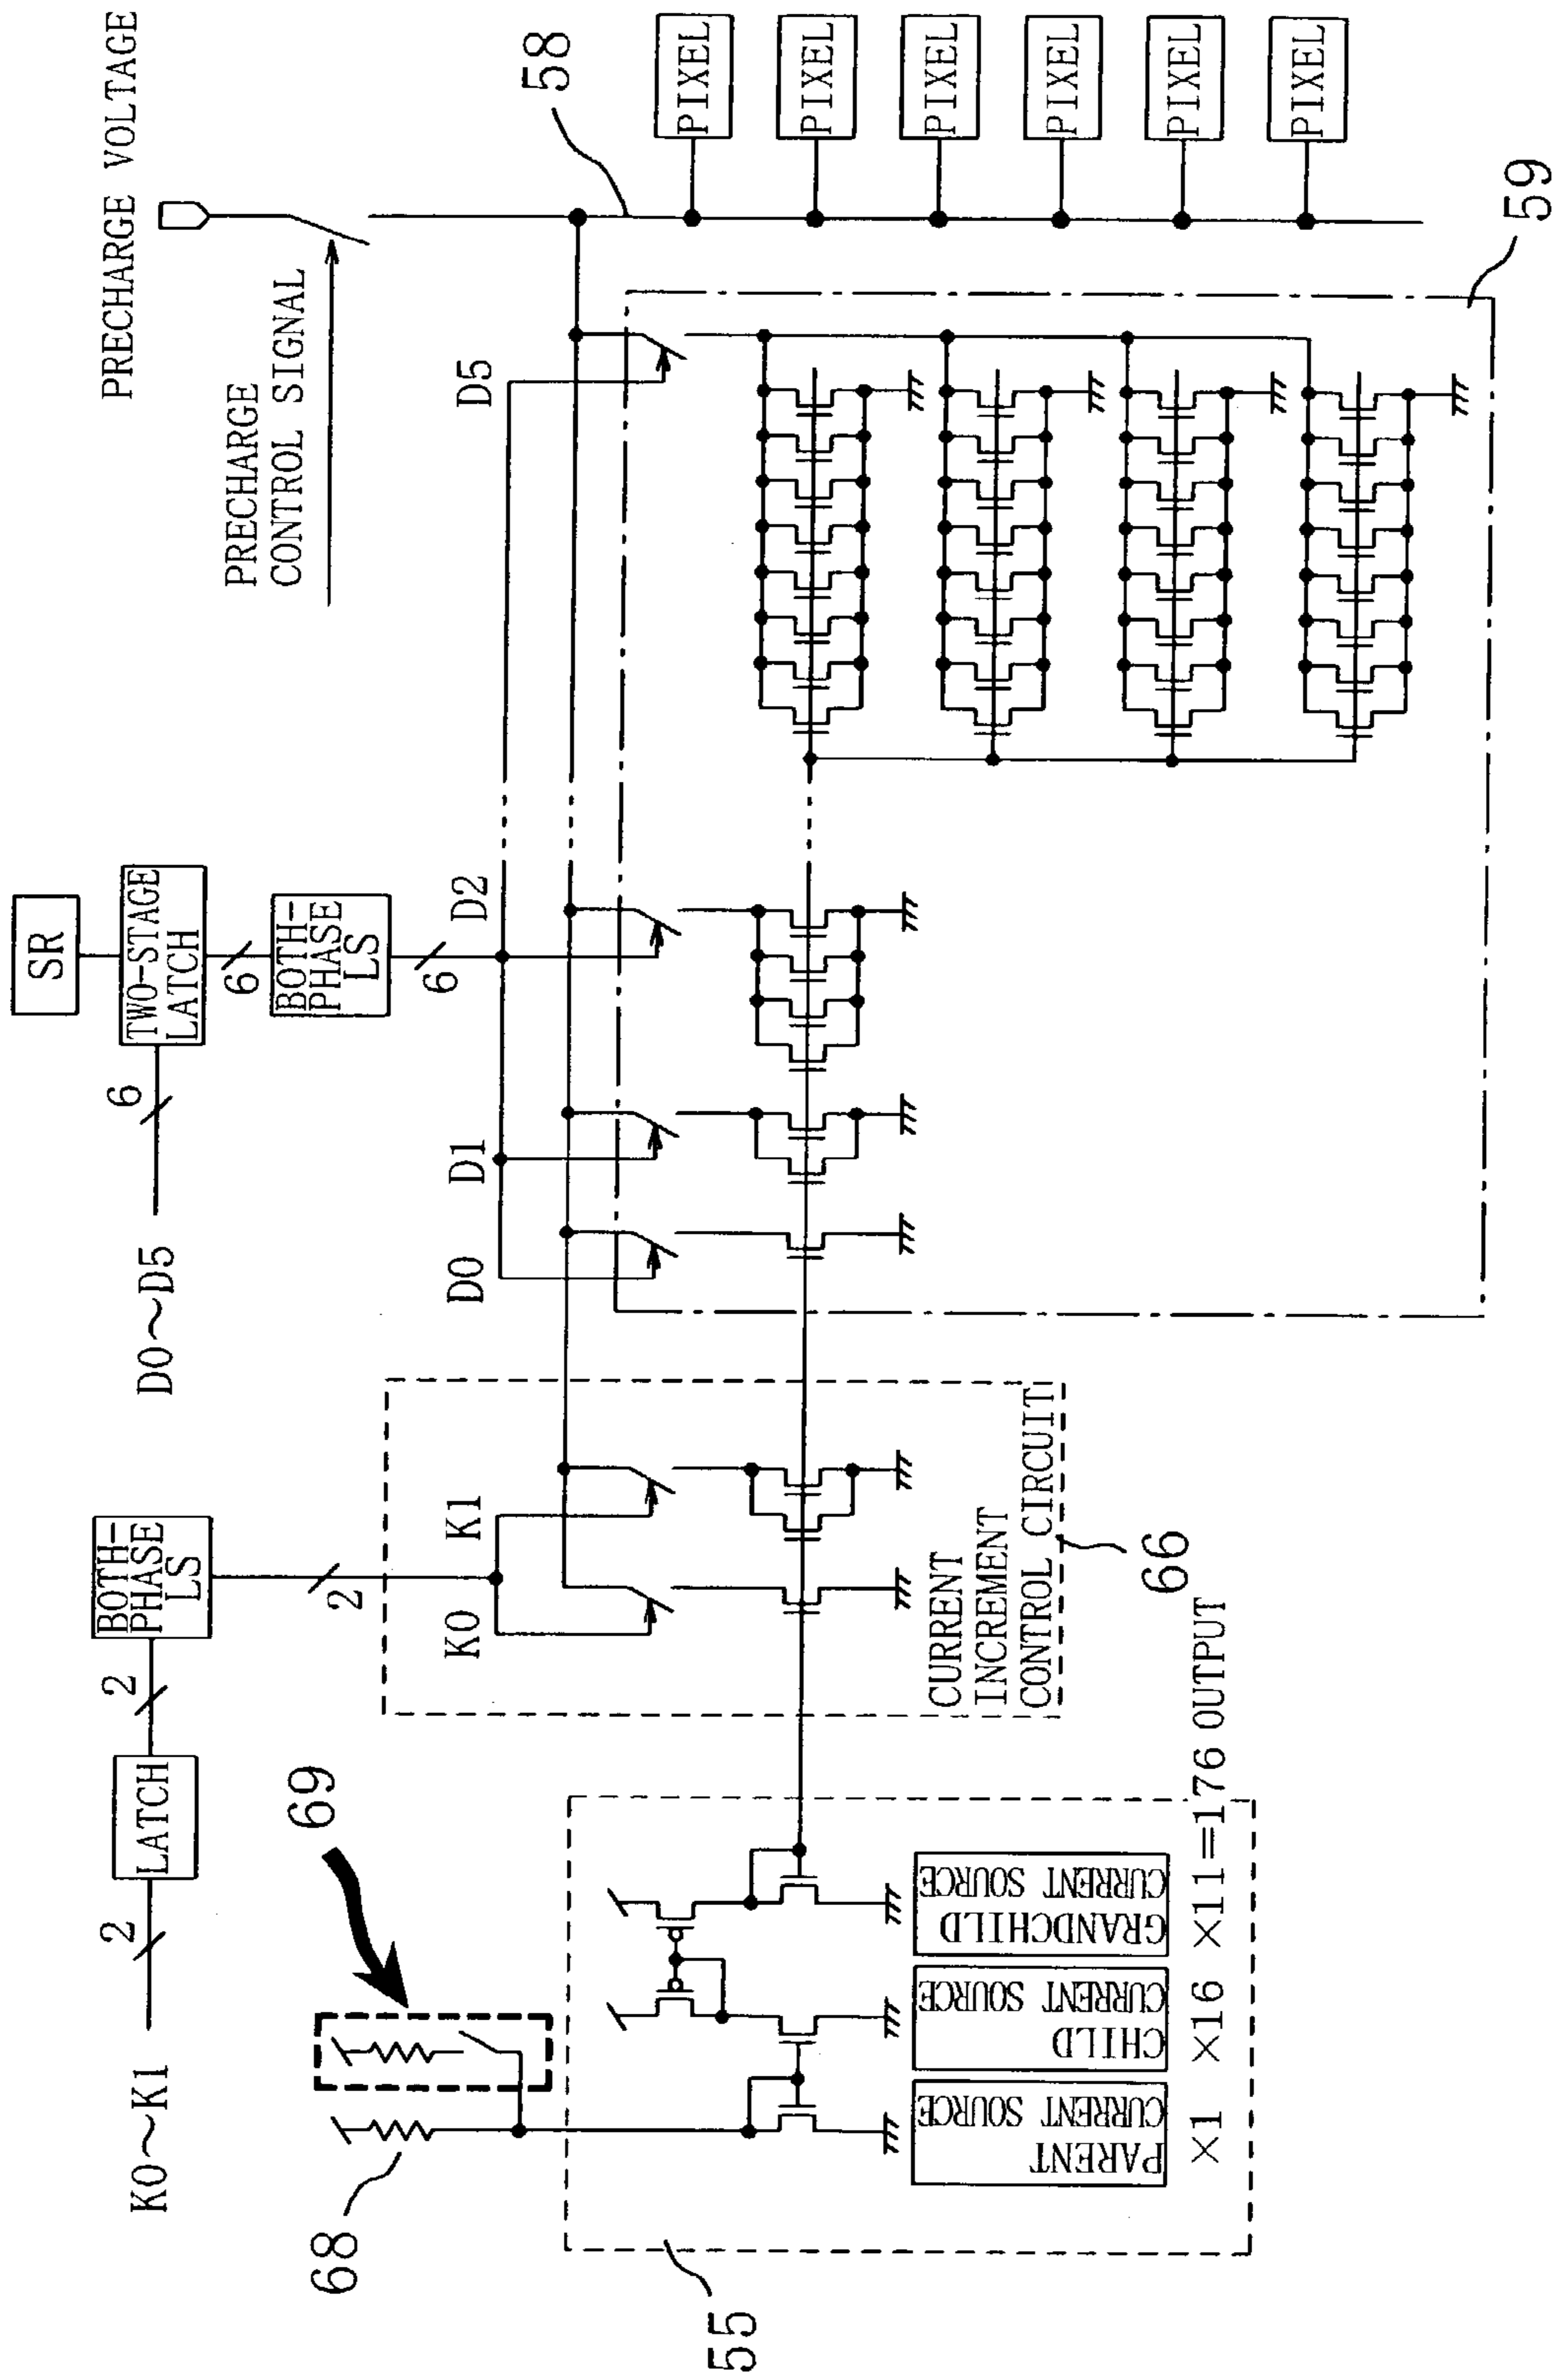 PRECHARGE VOLTAGE
PRECHARGE
CONTROL SIGNAL
58
PIXEL
PIXEL
PIXEL
PIXEL
PIXEL
PIXEL
59
SR
TWO-STAGE
LATCH
6
6
BOTH-
PHASE
LS
6
D0~D5
D0
D1
D2
D5
K0~K1
2
LATCH
2
BOTH-
PHASE
LS
2
K0
K1
CURRENT
INCREMENT
CONTROL CIRCUIT
66
69
68
55
PARENT
CURRENT SOURCE
CHILD
CURRENT SOURCE
GRANDCHILD
CURRENT SOURCE
×1
×16
×11=176 OUTPUT